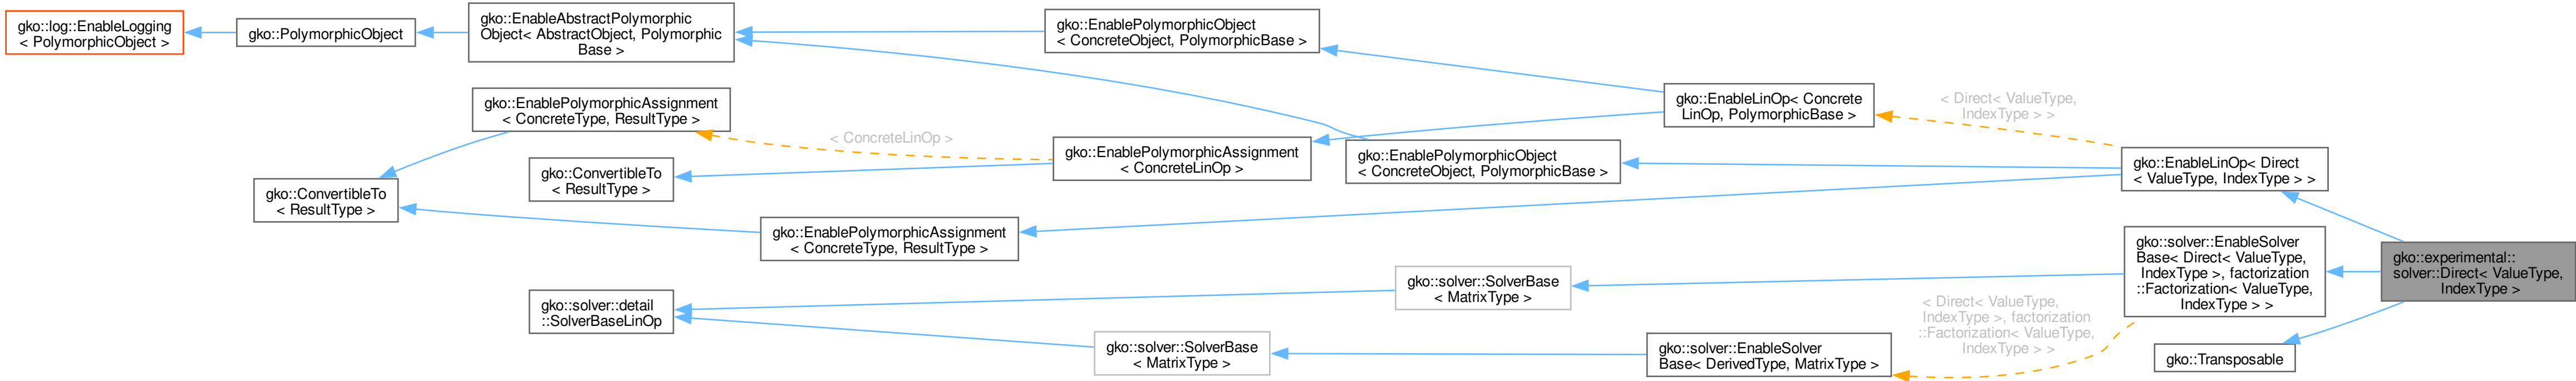 gko::log::EnableLogging
< PolymorphicObject >
gko::PolymorphicObject
gko::EnableAbstractPolymorphic
Object< AbstractObject, Polymorphic
Base >
gko::EnablePolymorphicObject
< ConcreteObject, PolymorphicBase >
gko::EnablePolymorphicAssignment
< ConcreteType, ResultType >
< ConcreteLinOp >
gko::EnableLinOp< Concrete
LinOp, PolymorphicBase >
< Direct< ValueType,
IndexType > >
gko::ConvertibleTo
< ResultType >
gko::ConvertibleTo
< ResultType >
gko::EnablePolymorphicAssignment
< ConcreteLinOp >
gko::EnablePolymorphicObject
< ConcreteObject, PolymorphicBase >
gko::EnableLinOp< Direct
< ValueType, IndexType > >
gko::EnablePolymorphicAssignment
< ConcreteType, ResultType >
gko::solver::EnableSolver
Base< Direct< ValueType,
IndexType >, factorization
::Factorization< ValueType,
IndexType > >
gko::experimental::
solver::Direct< ValueType,
IndexType >
gko::solver::detail
::SolverBaseLinOp
gko::solver::SolverBase
< MatrixType >
gko::solver::SolverBase
< MatrixType >
gko::solver::EnableSolver
Base< DerivedType, MatrixType >
< Direct< ValueType,
IndexType >, factorization
::Factorization< ValueType,
IndexType > >
gko::Transposable